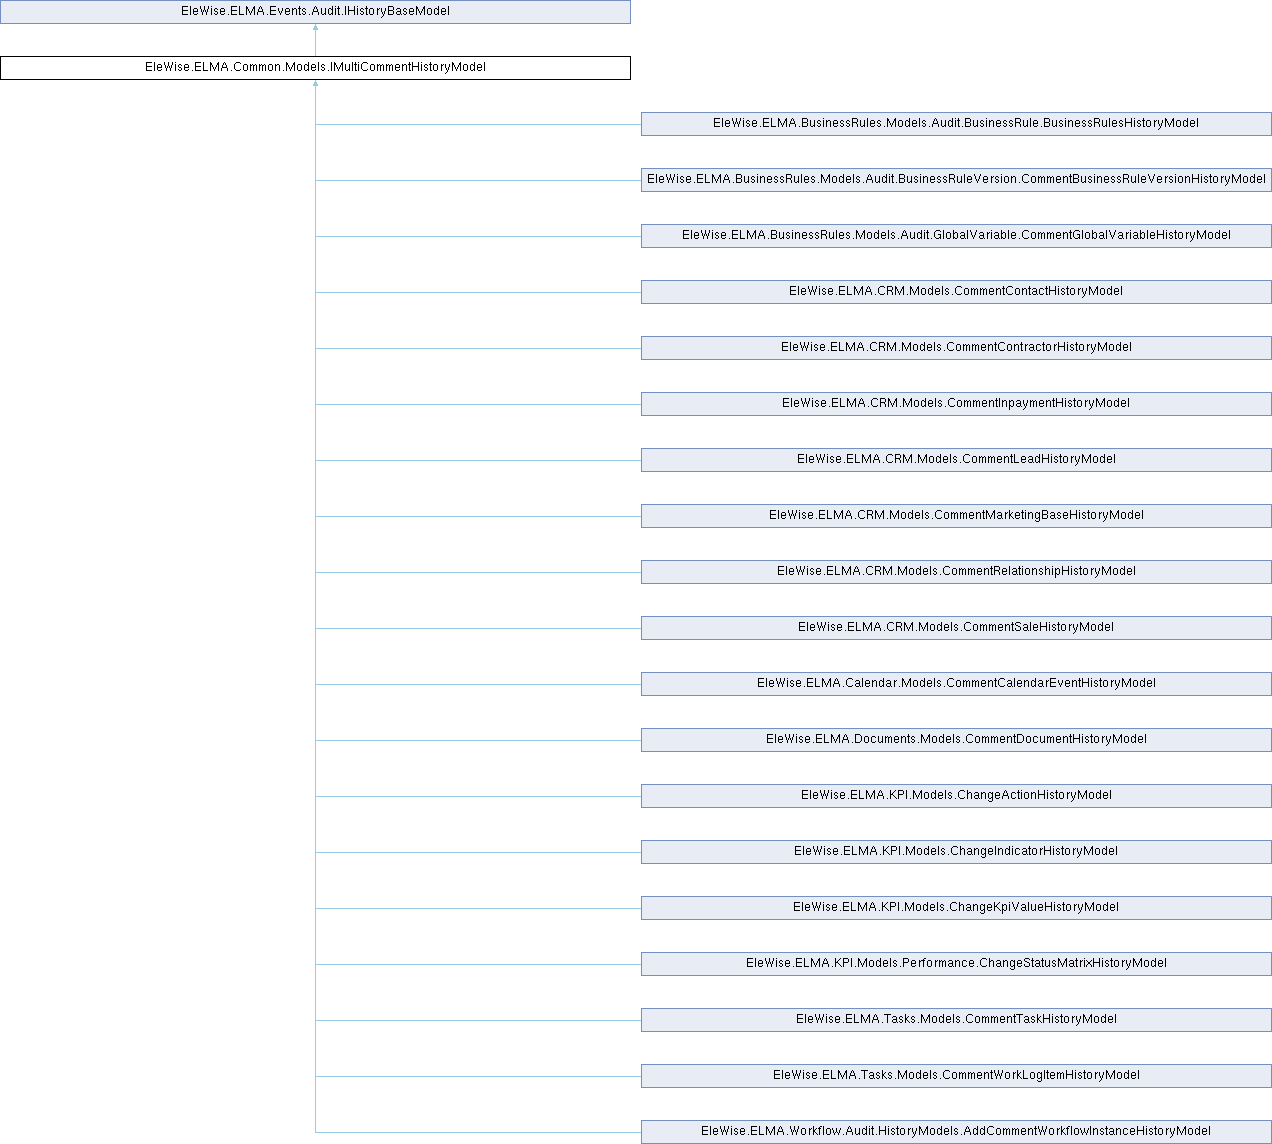 EleWise.ELMA.Events.Audit.IHistoryBaseModel
EleWise.ELMA.Common.Models.IMultiCommentHistoryModel
EleWise.ELMA.BusinessRules.Models.Audit.BusinessRule.BusinessRulesHistoryModel
EleWise.ELMA.BusinessRules.Models.Audit.BusinessRuleVersion.CommentBusinessRuleVersionHistoryModel
EleWise.ELMA.BusinessRules.Models.Audit.GlobalVariable.CommentGlobalVariableHistoryModel
EleWise.ELMA.CRM.Models.CommentContactHistoryModel
EleWise.ELMA.CRM.Models.CommentContractorHistoryModel
EleWise.ELMA.CRM.Models.CommentInpaymentHistoryModel
EleWise.ELMA.CRM.Models.CommentLeadHistoryModel
EleWise.ELMA.CRM.Models.CommentMarketingBaseHistoryModel
EleWise.ELMA.CRM.Models.CommentRelationshipHistoryModel
EleWise.ELMA.CRM.Models.CommentSaleHistoryModel
EleWise.ELMA.Calendar.Models.CommentCalendarEventHistoryModel
EleWise.ELMA.Documents.Models.CommentDocumentHistoryModel
EleWise.ELMA.KPI.Models.ChangeActionHistoryModel
EleWise.ELMA.KPI.Models.ChangeIndicatorHistoryModel
EleWise.ELMA.KPI.Models.ChangeKpiValueHistoryModel
EleWise.ELMA.KPI.Models.Performance.ChangeStatusMatrixHistoryModel
EleWise.ELMA.Tasks.Models.CommentTaskHistoryModel
EleWise.ELMA.Tasks.Models.CommentWorkLogItemHistoryModel
EleWise.ELMA.Workflow.Audit.HistoryModels.AddCommentWorkflowInstanceHistoryModel